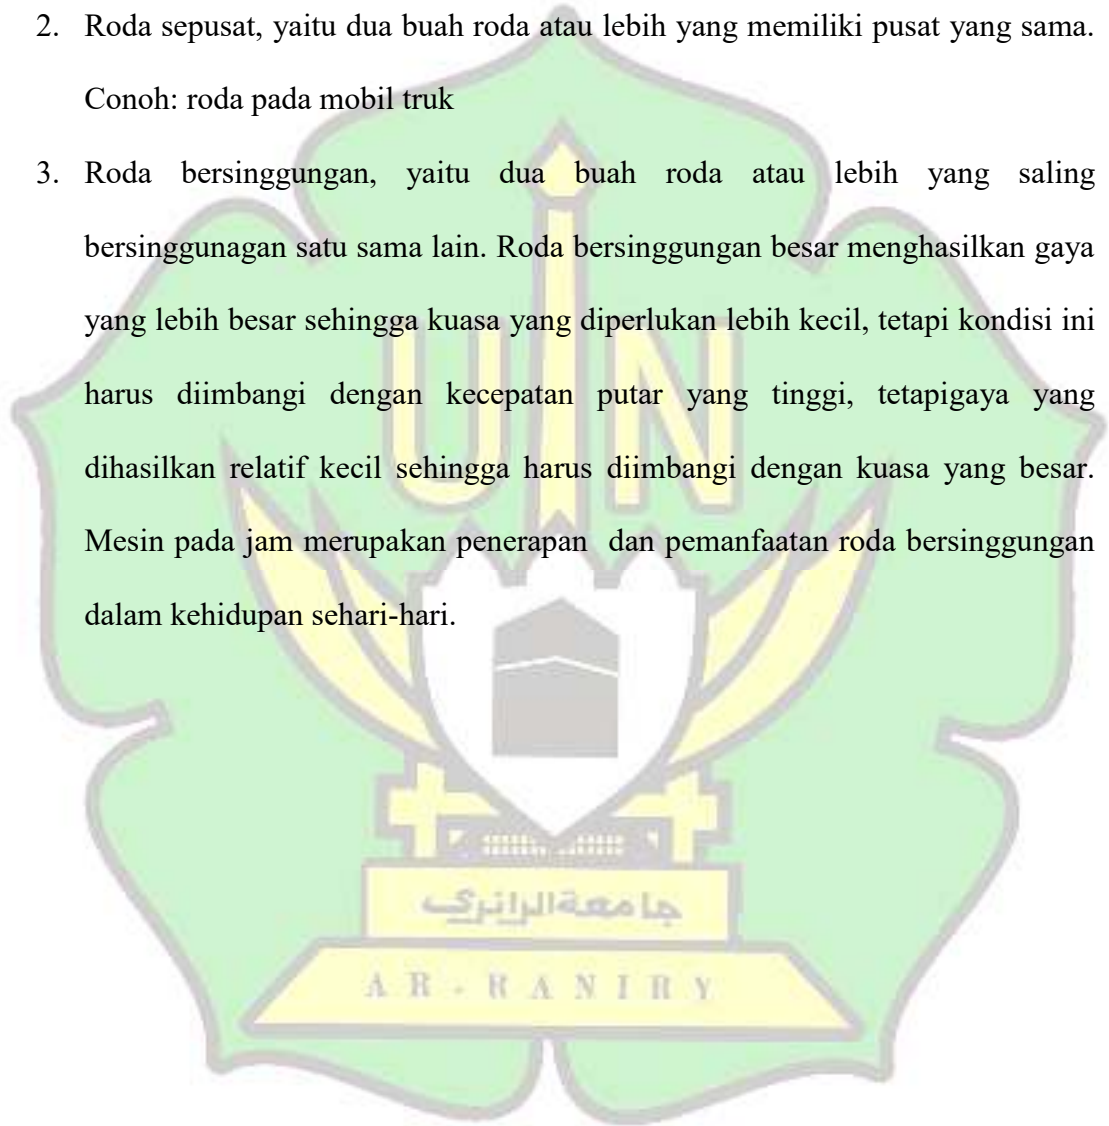 2. Roda sepusat, yaitu dua buah roda atau lebih yang memiliki pusat yang sama.
Conoh: roda pada mobil truk
3. Roda bersinggungan, yaitu dua buah roda atau lebih yang saling
bersinggunagan satu sama lain. Roda bersinggungan besar menghasilkan gaya
yang lebih besar sehingga kuasa yang diperlukan lebih kecil, tetapi kondisi ini
harus diimbangi dengan kecepatan putar yang tinggi, tetapigaya yang
dihasilkan relatif kecil sehingga harus diimbangi dengan kuasa yang besar.
Mesin pada jam merupakan penerapan dan pemanfaatan roda bersinggungan
dalam kehidupan sehari-hari.
UIN
جامعة الرانري
AR-RANIRY